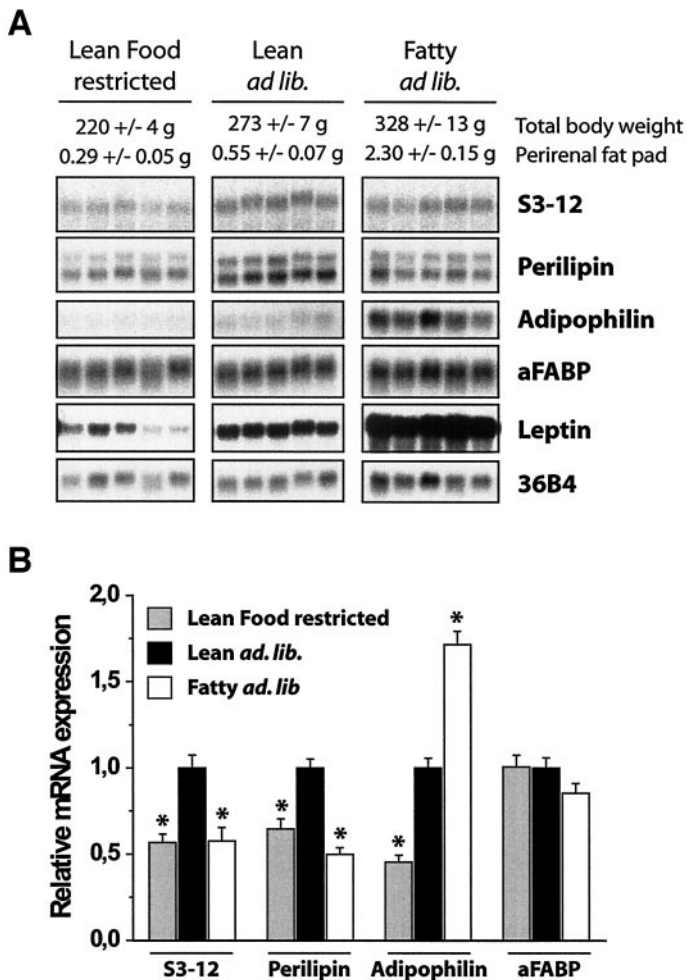 A
Lean Food restricted
Lean ad lib.
Fatty ad lib.
220 +/- 4 g
273 +/- 7 g
328 +/- 13 g
Total body weight
0.29 +/- 0.05 g
0.55 +/- 0.07 g
2.30 +/- 0.15 g
Perirenal fat pad
S3-12
Perilipin
Adipophilin
aFABP
Leptin
36B4
B
Relative mRNA expression
2,0
1,5
1,0
0,5
0,0
Lean Food restricted
Lean ad. lib.
Fatty ad. lib
*
*
*
*
*
*
S3-12
Perilipin
Adipophilin
aFABP